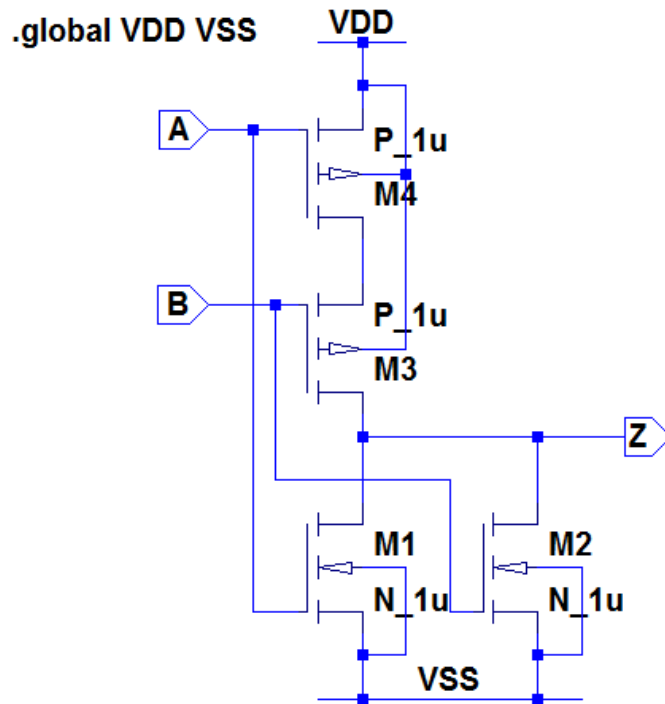 .global VDD VSS
VDD
A
P_1u
M4
B
P_1u
M3
Z
M1
M2
N_1u
N_1u
VSS